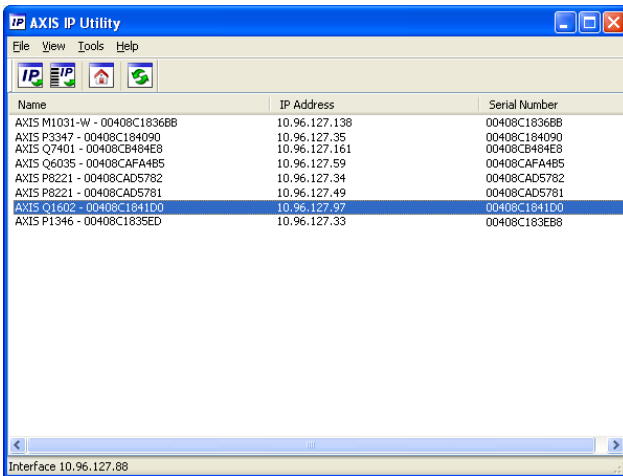 IP AXIS IP Utility
File View Tools Help
IP IP
Name IP Address Serial Number
AXIS M1031-W - 00408C1836BB 10.96.127.138 00408C1836BB
AXIS P3347 - 00408C184090 10.96.127.35 00408C184090
AXIS Q7401 - 00408CB484E8 10.96.127.161 00408CB484E8
AXIS Q6035 - 00408CAFA4B5 10.96.127.59 00408CAFA4B5
AXIS P8221 - 00408CAD5782 10.96.127.34 00408CAD5782
AXIS P8221 - 00408CAD5781 10.96.127.49 00408CAD5781
AXIS Q1602 - 00408C1841D0 10.96.127.97 00408C1841D0
AXIS P1346 - 00408C1835ED 10.96.127.33 00408C183EB8
Interface 10.96.127.88